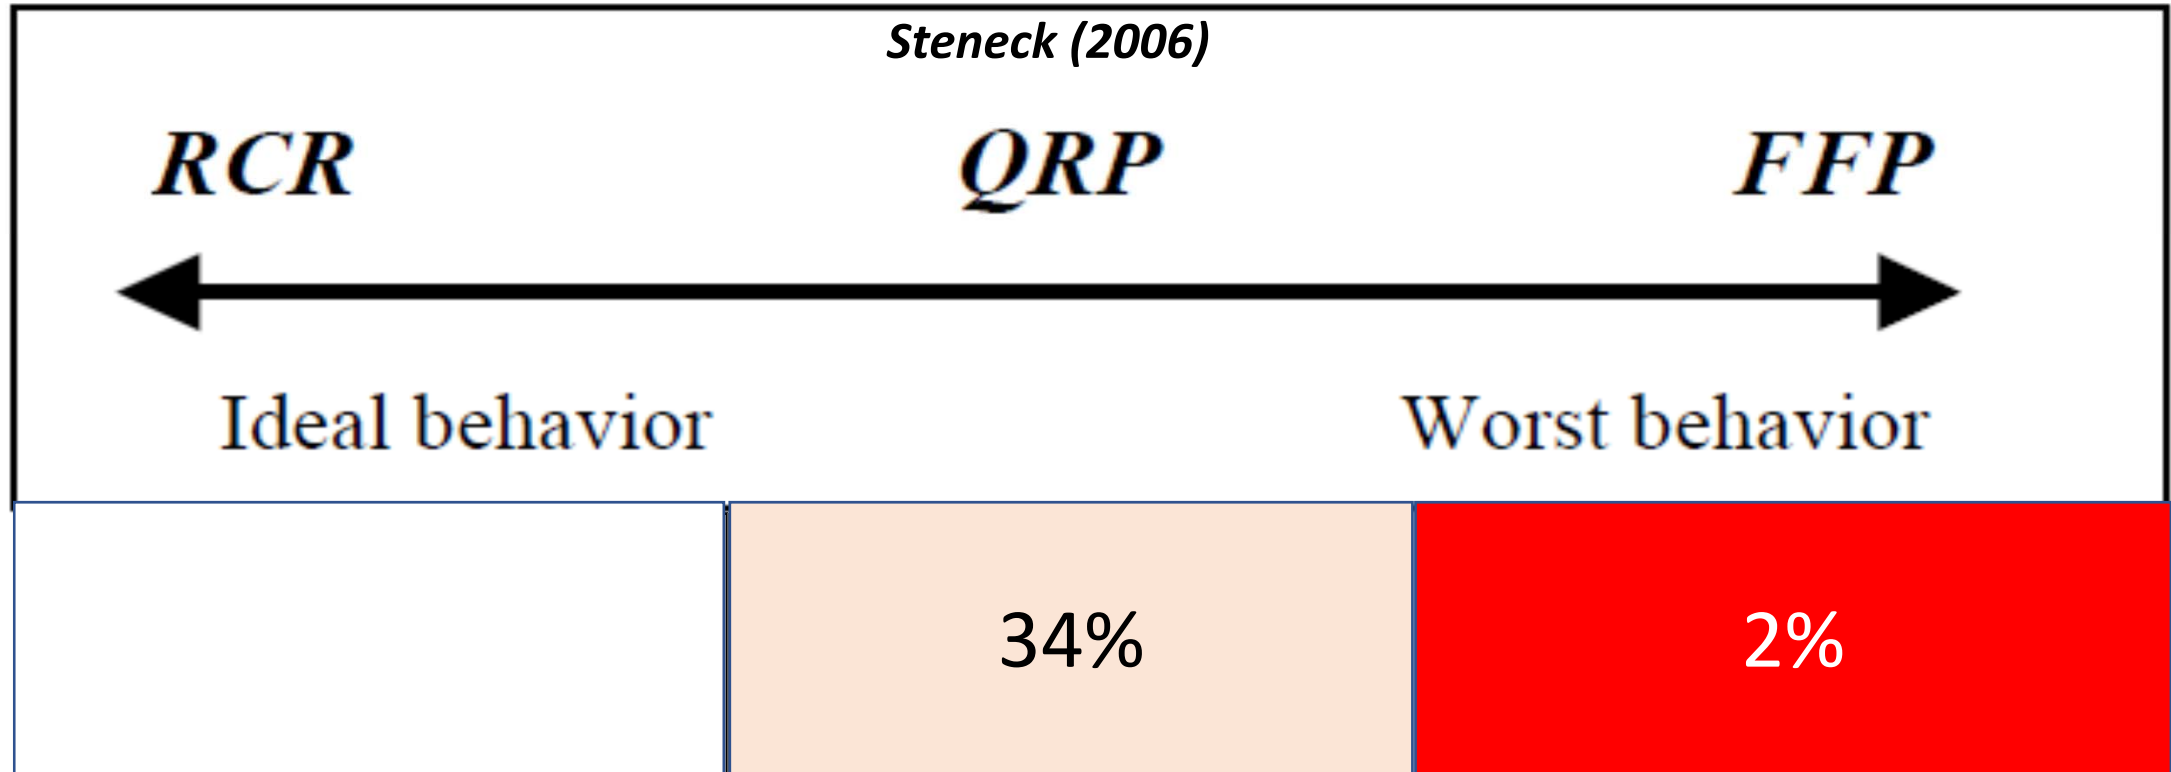 Steneck (2006)
RCR QRP FFP
Ideal behavior Worst behavior
34% 2%